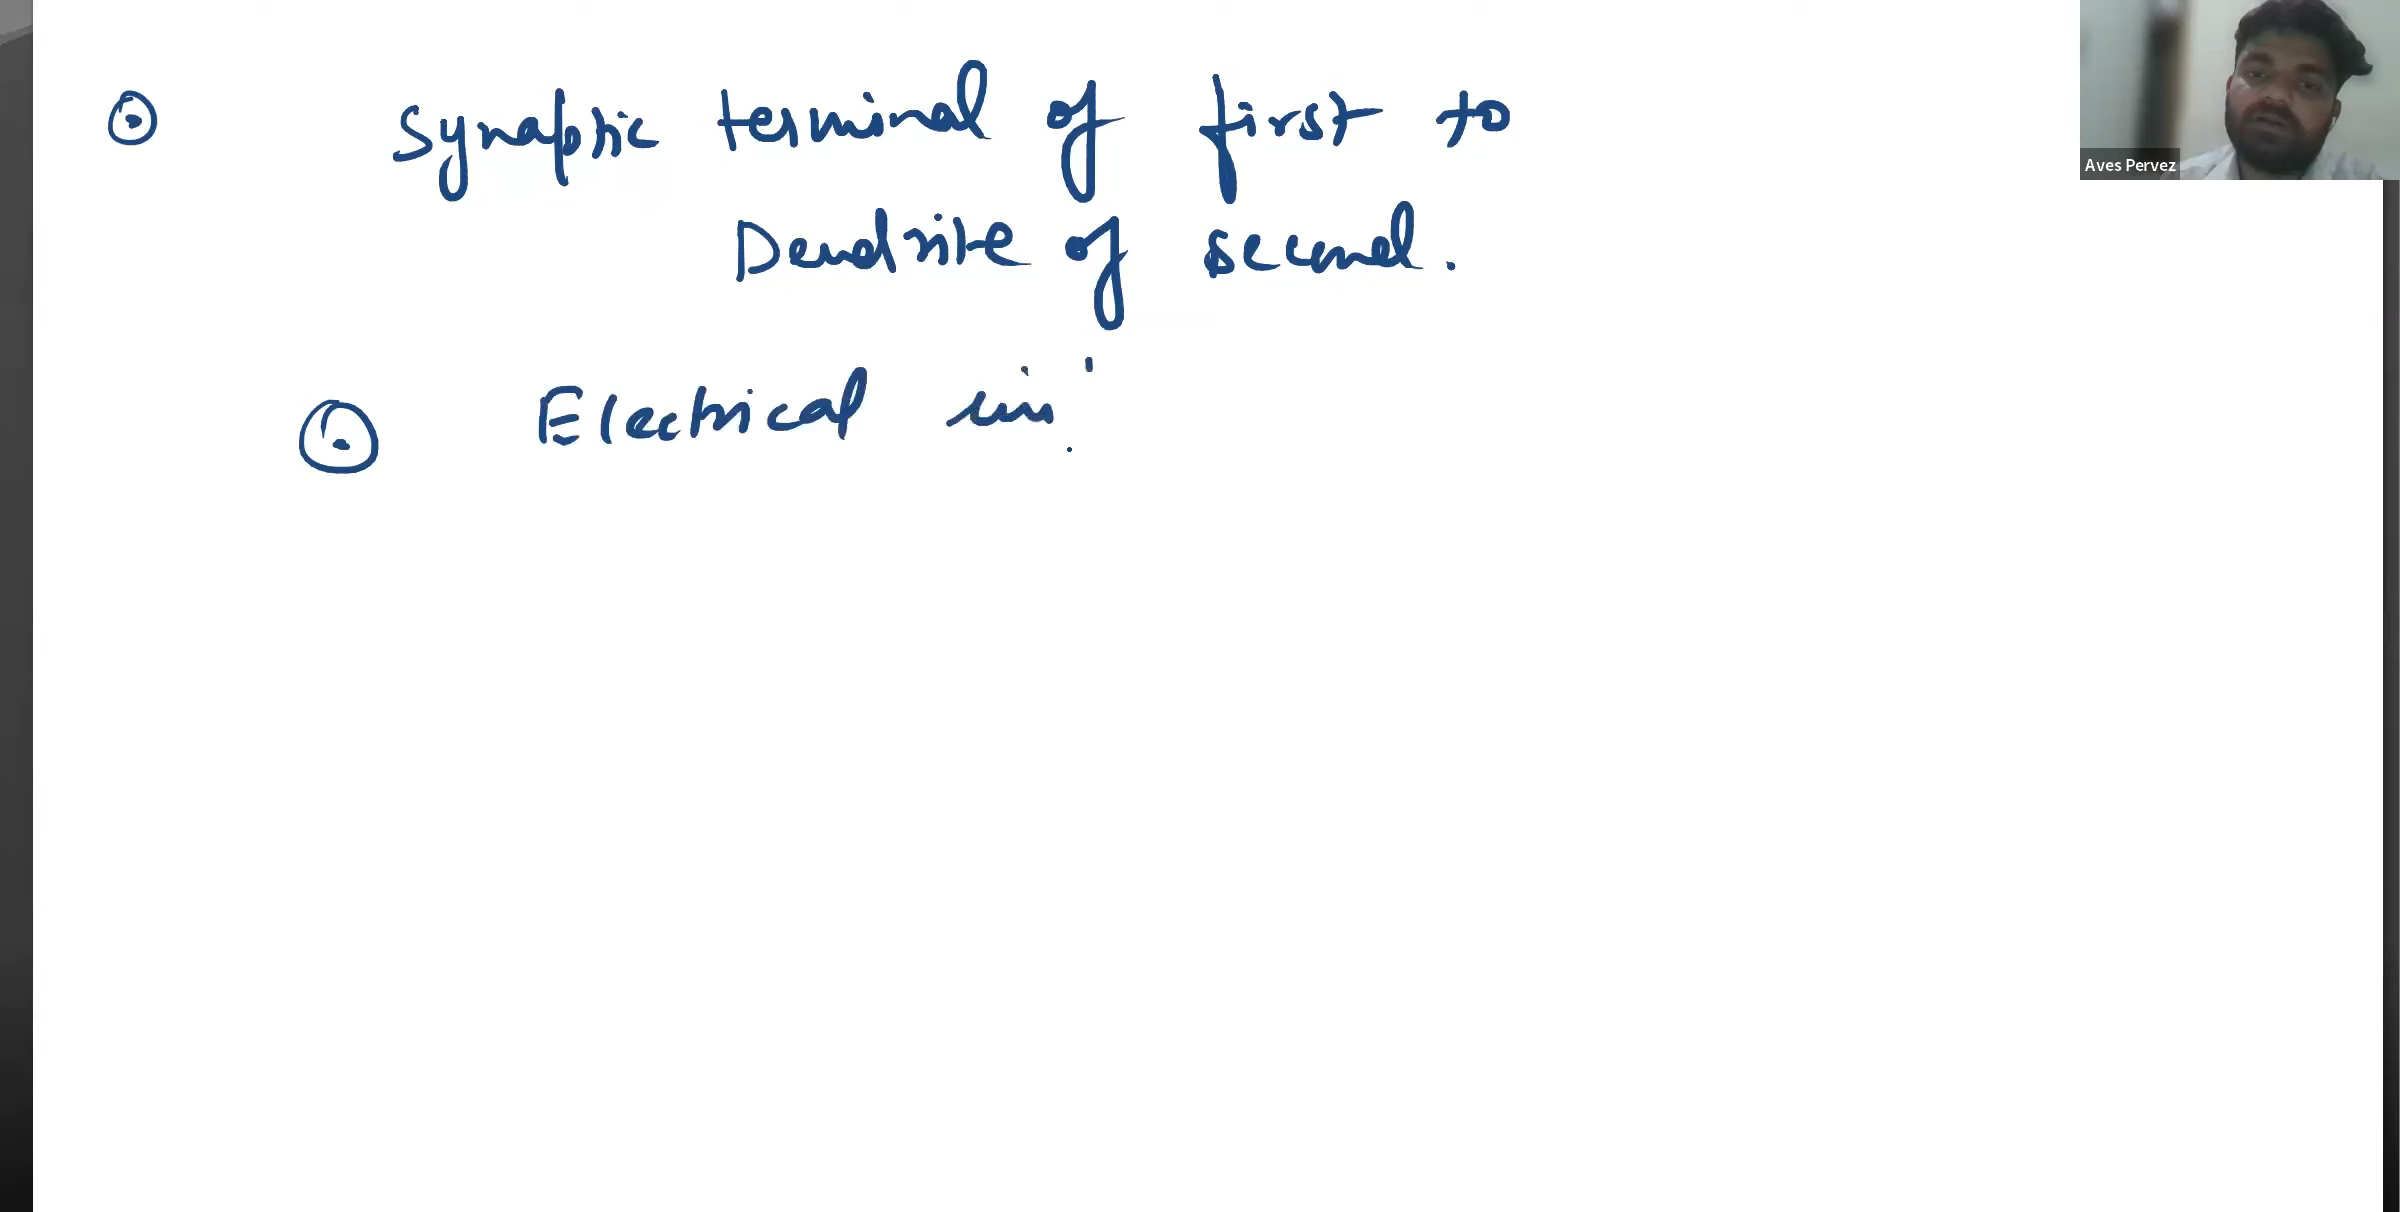 Synaptic terminal of first to
Dendrite of second.
Electrical
Aves Pervez